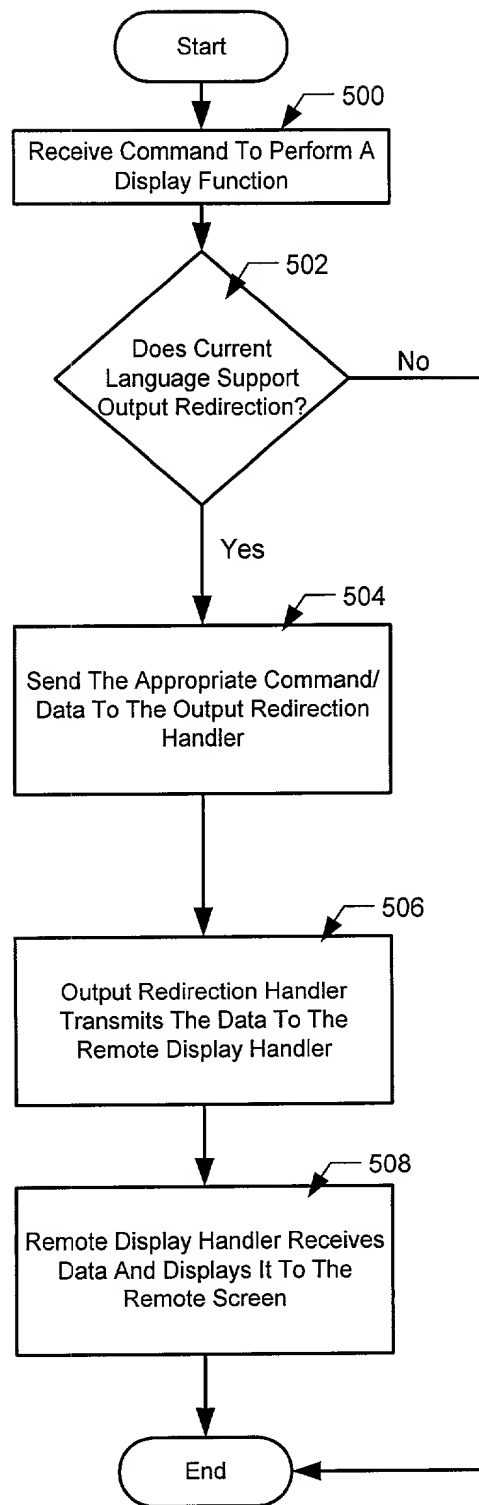 Start
500
Receive Command To Perform A
Display Function
502
Does Current
Language Support
Output Redirection?
No
Yes
504
Send The Appropriate Command/
Data To The Output Redirection
Handler
506
Output Redirection Handler
Transmits The Data To The
Remote Display Handler
508
Remote Display Handler Receives
Data And Displays It To The
Remote Screen
End